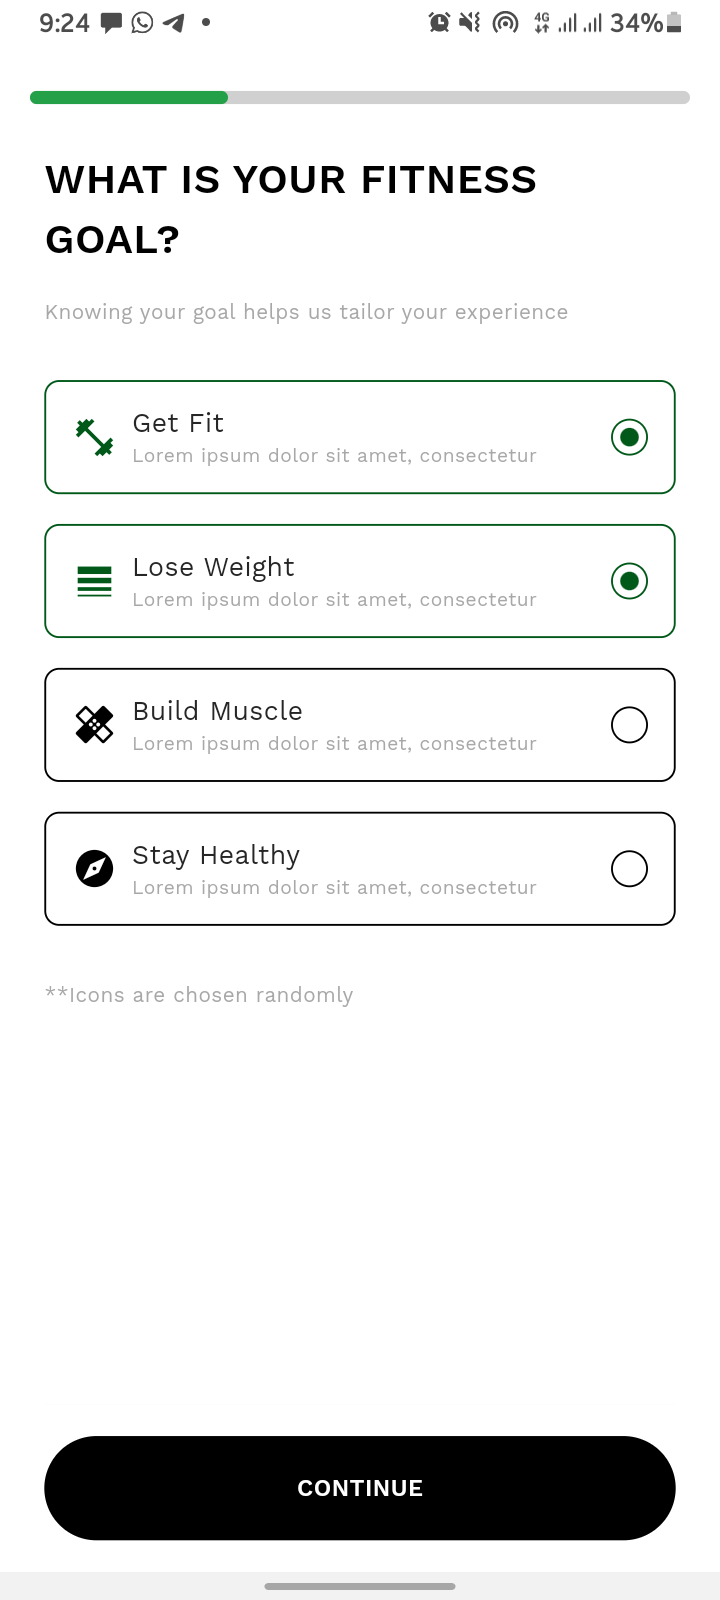 9:24 4G 34%
WHAT IS YOUR FITNESS
GOAL?
Knowing your goal helps us tailor your experience
Get Fit
Lorem ipsum dolor sit amet, consectetur
Lose Weight
Lorem ipsum dolor sit amet, consectetur
Build Muscle
Lorem ipsum dolor sit amet, consectetur
Stay Healthy
Lorem ipsum dolor sit amet, consectetur
**Icons are chosen randomly
CONTINUE